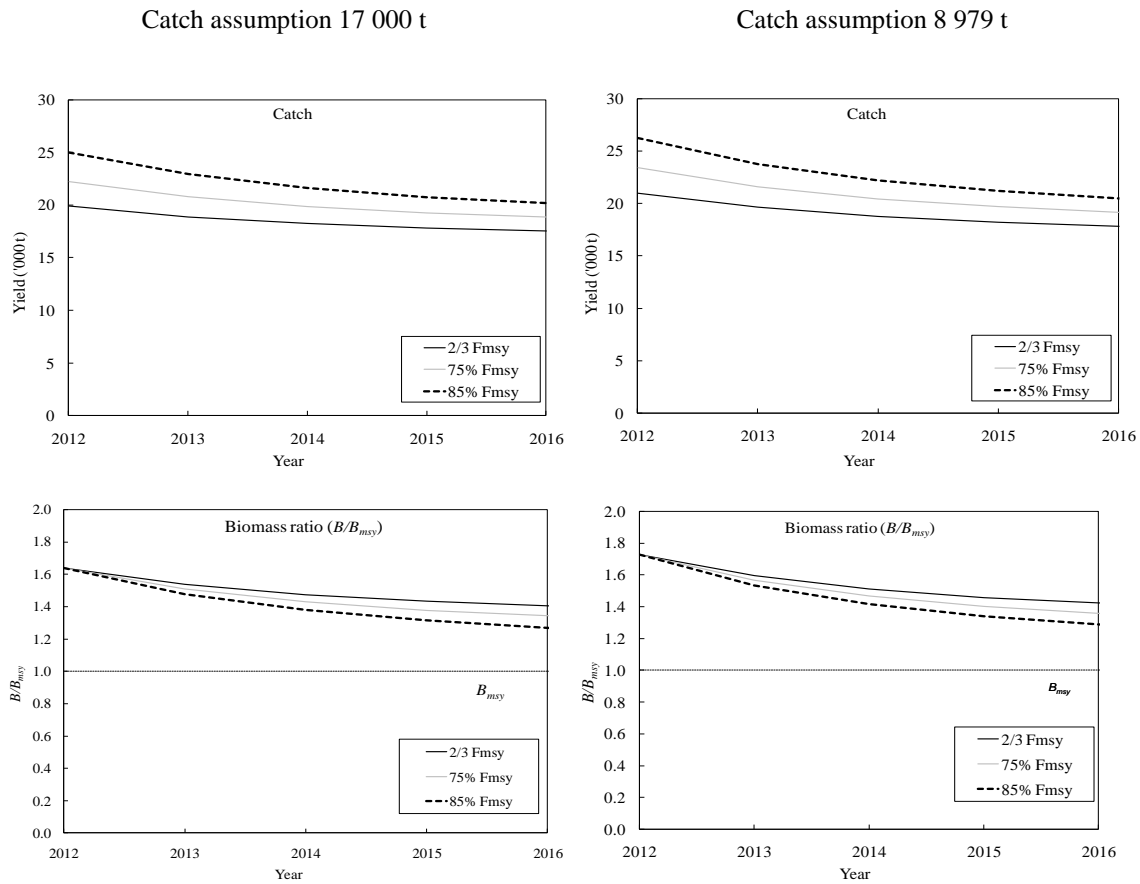 Catch assumption 17 000 t
Catch assumption 8 979 t
Catch
30
25
20
15
10
5
0
Yield ('000 t)
2/3 Fmsy
75% Fmsy
85% Fmsy
2012 2013 2014 2015 2016
Year
Catch
30
25
20
15
10
5
0
Yield ('000 t)
2/3 Fmsy
75% Fmsy
85% Fmsy
2012 2013 2014 2015 2016
Year
Biomass ratio (B/Bmsy)
2.0
1.8
1.6
1.4
1.2
1.0
0.8
0.6
0.4
0.2
0.0
B/Bmsy
Bmsy
2/3 Fmsy
75% Fmsy
85% Fmsy
2012 2013 2014 2015 2016
Year
Biomass ratio (B/Bmsy)
2.0
1.8
1.6
1.4
1.2
1.0
0.8
0.6
0.4
0.2
0.0
B/Bmsy
Bmsy
2/3 Fmsy
75% Fmsy
85% Fmsy
2012 2013 2014 2015 2016
Year